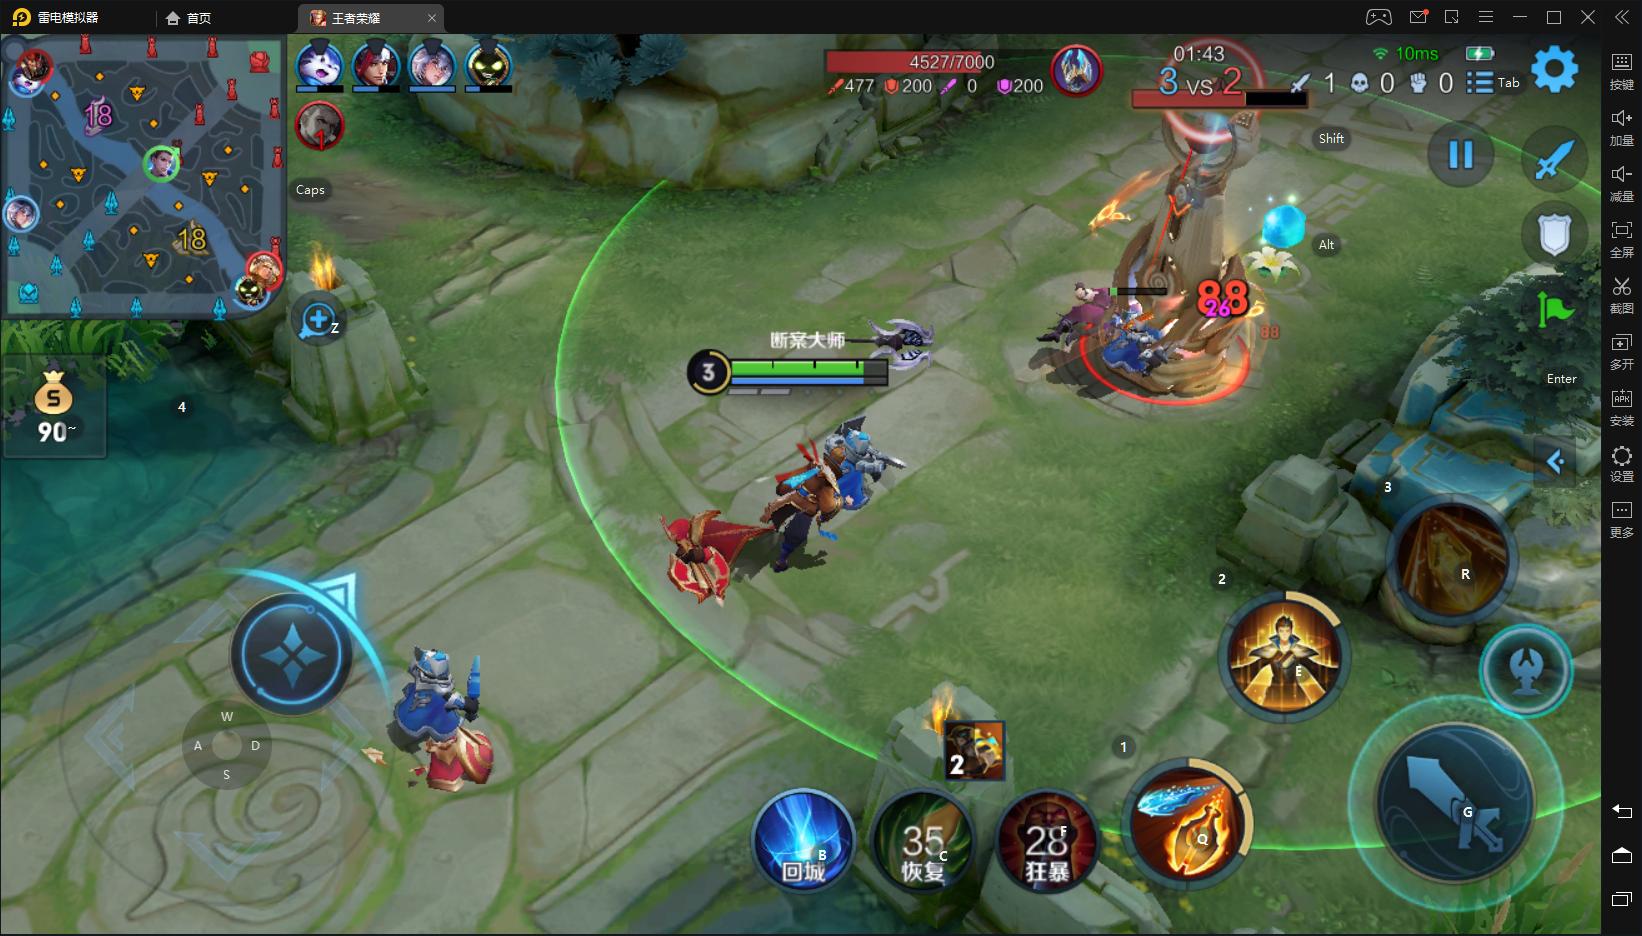 雷电模拟器
首页
王者荣耀
4527/7000
477 200 0 200
01:43
3 VS 2
1 0 0
10ms
Tab
18
18
1
Caps
Shift
Alt
Z
90~
4
断案大师
3
88
26
88
Enter
3
R
2
E
W
A D
S
2
1
B
回城
35
C
恢复
28
F
狂暴
Q
G
按键
加量
减量
全屏
截图
多开
APK
安装
设置
更多